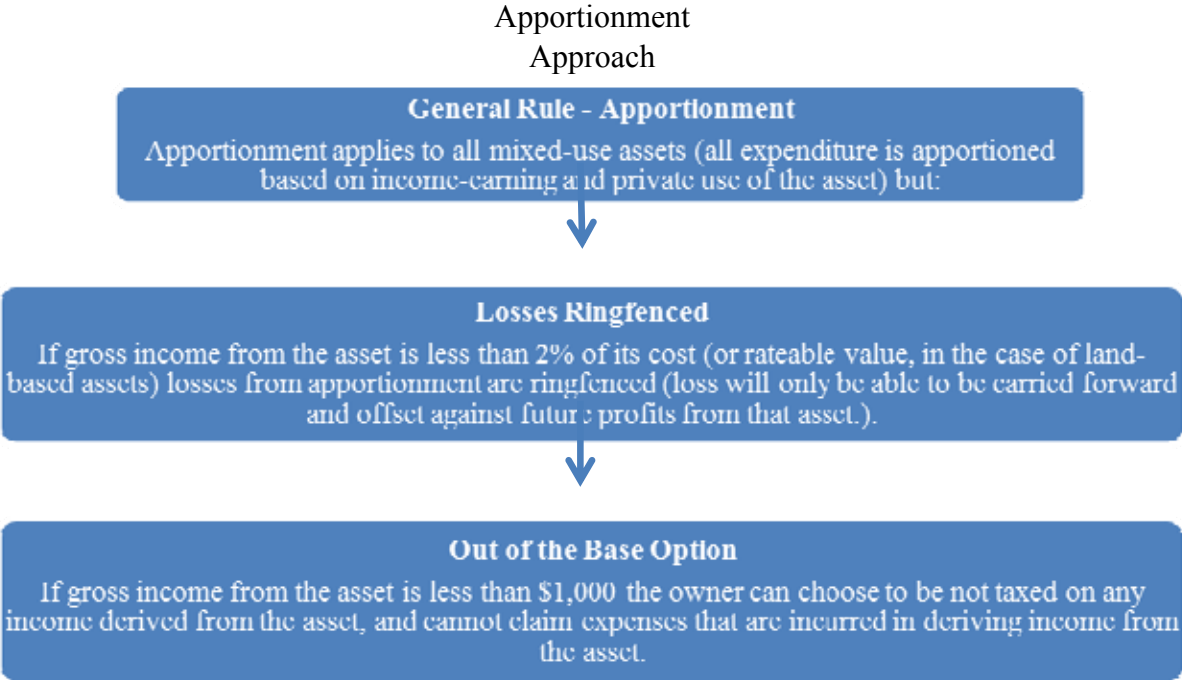 Apportionment
Approach
General Rule - Apportionment
Apportionment applies to all mixed-use assets (all expenditure is apportioned
based on income-earning and private use of the asset) but:
Losses Ringfenced
If gross income from the asset is less than 2% of its cost (or rateable value, in the case of land-
based assets) losses from apportionment are ringfenced (loss will only be able to be carried forward
and offset against future profits from that asset.).
Out of the Base Option
If gross income from the asset is less than $1,000 the owner can choose to be not taxed on any
income derived from the asset, and cannot claim expenses that are incurred in deriving income from
the asset.